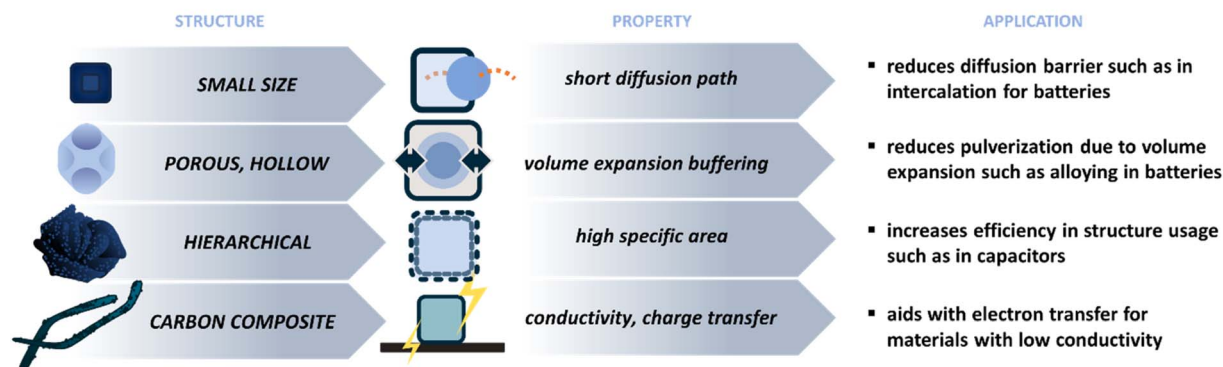 STRUCTURE
PROPERTY
APPLICATION
SMALL SIZE
short diffusion path
▪ reduces diffusion barrier such as in
intercalation for batteries
POROUS, HOLLOW
volume expansion buffering
▪ reduces pulverization due to volume
expansion such as alloying in batteries
HIERARCHICAL
high specific area
▪ increases efficiency in structure usage
such as in capacitors
CARBON COMPOSITE
conductivity, charge transfer
▪ aids with electron transfer for
materials with low conductivity